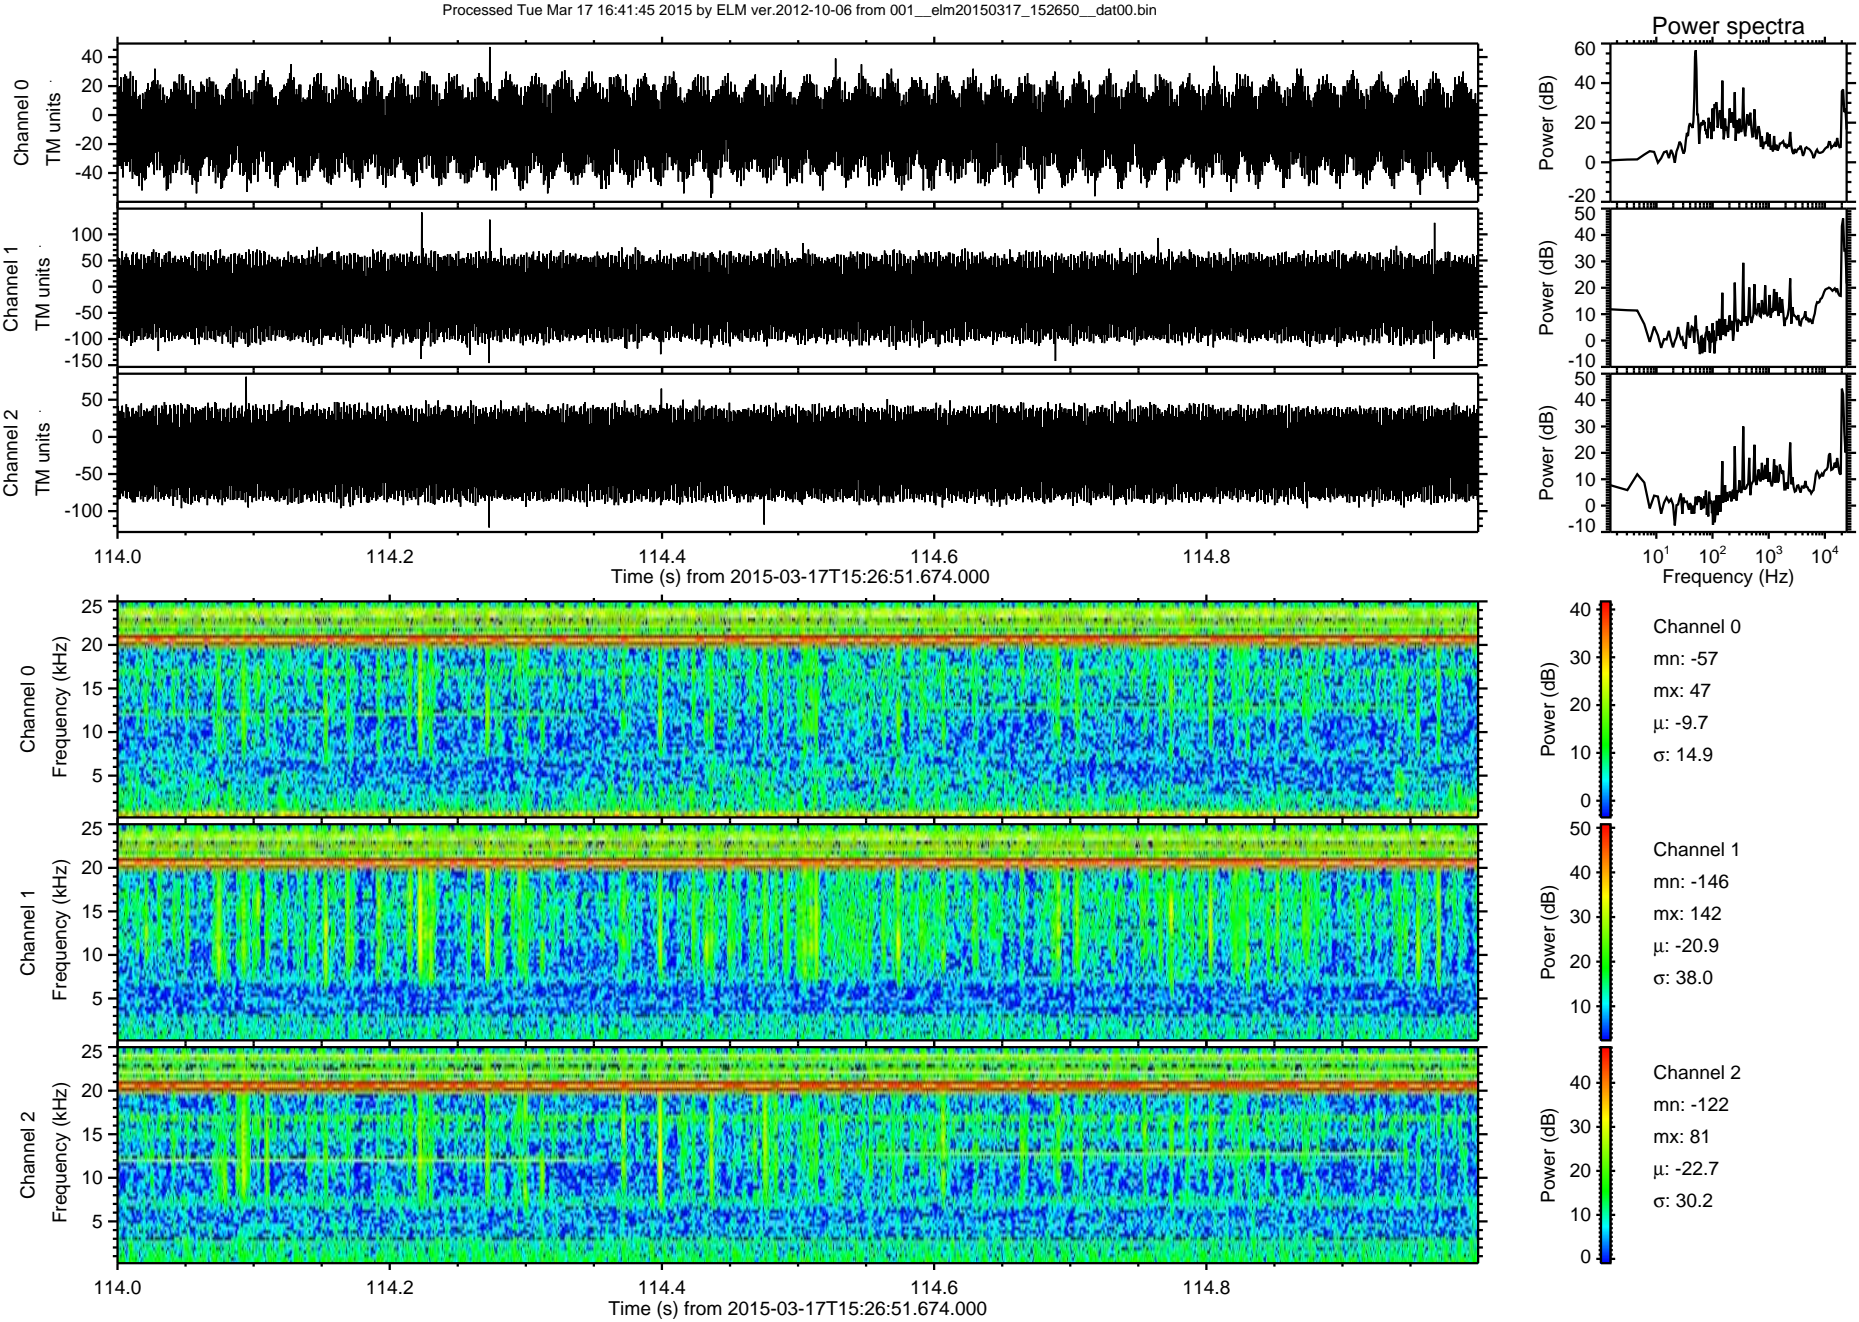 Processed Tue Mar 17 16:41:45 2015 by ELM ver.2012-10-06 from 001__elm20150317_152650__dat00.bin
Power spectra
Channel 0
TM units
40
20
0
-20
-40
Power (dB)
60
40
20
0
-20
Channel 1
TM units
100
50
0
-50
-100
-150
Power (dB)
50
40
30
20
10
0
-10
Channel 2
TM units
50
0
-50
-100
Power (dB)
50
40
30
20
10
0
-10
114.0 114.2 114.4 114.6 114.8
Time (s) from 2015-03-17T15:26:51.674.000
10^1 10^2 10^3 10^4
Frequency (Hz)
Channel 0
Frequency (kHz)
25
20
15
10
5
Power (dB)
40
30
20
10
0
Channel 0
mn: -57
mx: 47
μ: -9.7
σ: 14.9
Channel 1
Frequency (kHz)
25
20
15
10
5
Power (dB)
50
40
30
20
10
Channel 1
mn: -146
mx: 142
μ: -20.9
σ: 38.0
Channel 2
Frequency (kHz)
25
20
15
10
5
Power (dB)
40
30
20
10
0
Channel 2
mn: -122
mx: 81
μ: -22.7
σ: 30.2
114.0 114.2 114.4 114.6 114.8
Time (s) from 2015-03-17T15:26:51.674.000